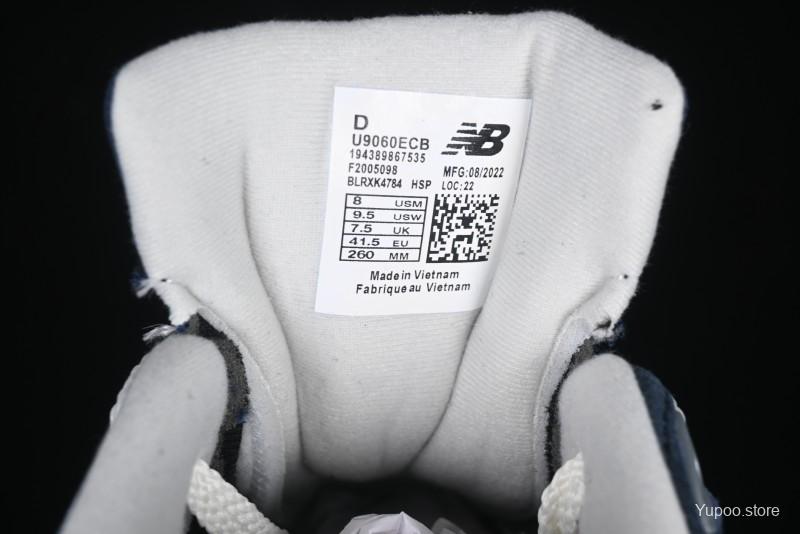 D
U9060ECB
194389867535
F2005098
BLRXK4784 HSP
NB
MFG:08/2022
LOC:22
8 USM
9.5 USW
7.5 UK
41.5 EU
260 MM
Made in Vietnam
Fabrique au Vietnam
Yupoo.store